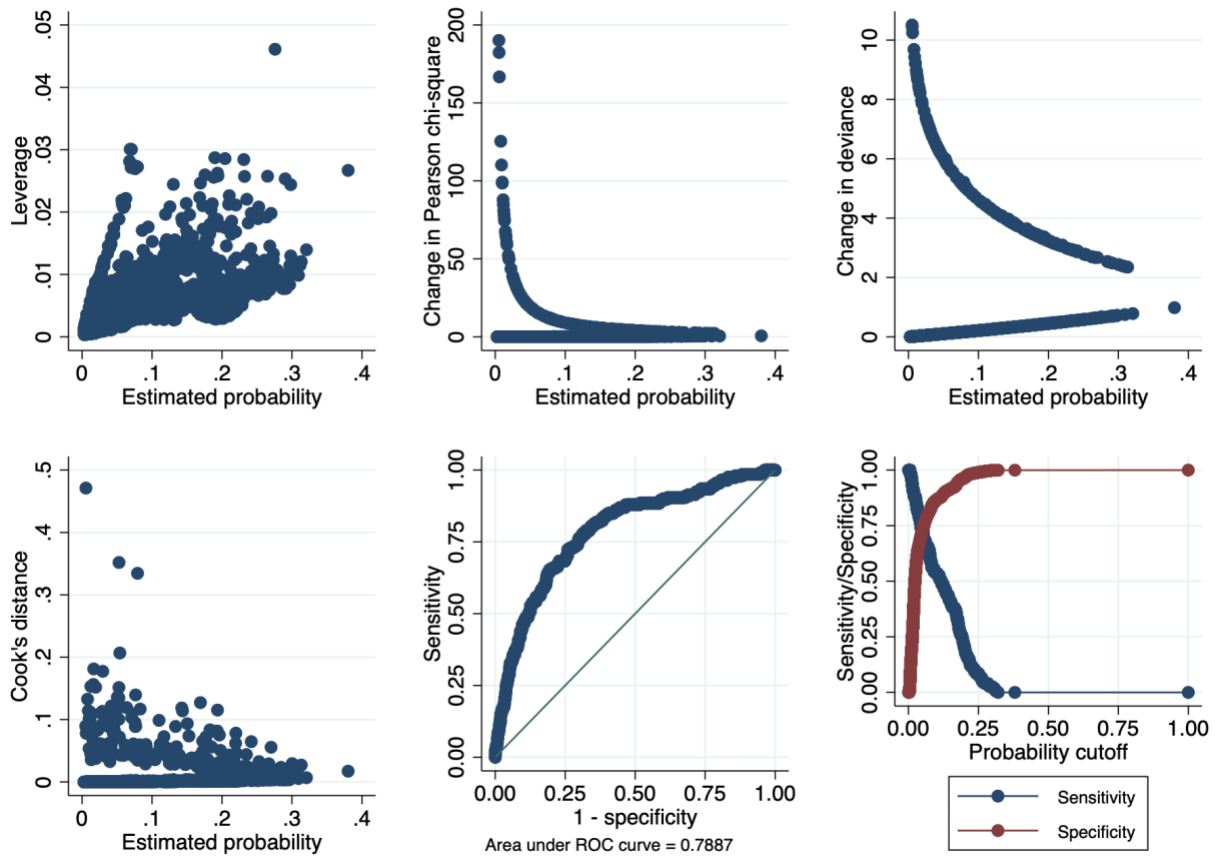 Leverage
.05
.04
.03
.02
.01
0
0 .1 .2 .3 .4
Estimated probability
Change in Pearson chi-square
200
150
100
50
0
0 .1 .2 .3 .4
Estimated probability
Change in deviance
10
8
6
4
2
0
0 .1 .2 .3 .4
Estimated probability
Cook's distance
.5
.4
.3
.2
.1
0
0 .1 .2 .3 .4
Estimated probability
Sensitivity
1.00
0.75
0.50
0.25
0.00
0.00 0.25 0.50 0.75 1.00
1 - specificity
Area under ROC curve = 0.7887
Sensitivity/Specificity
1.00
0.75
0.50
0.25
0.00
0.00 0.25 0.50 0.75 1.00
Probability cutoff
Sensitivity
Specificity